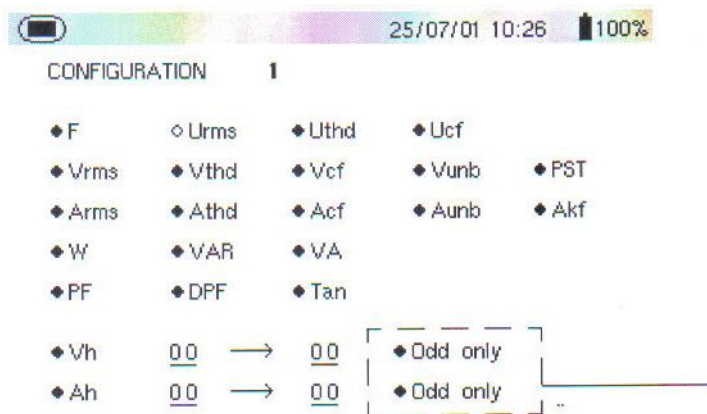 25/07/01 10:26 100%
CONFIGURATION 1
◆F ◇Urms ◆Uthd ◆Ucf
◆Vrms ◆Vthd ◆Vcf ◆Vunb ◆PST
◆Arms ◆Athd ◆Acf ◆Aunb ◆Akf
◆W ◆VAR ◆VA
◆PF ◆DPF ◆Tan
◆Vh 00 → 00 ◆Odd only
◆Ah 00 → 00 ◆Odd only